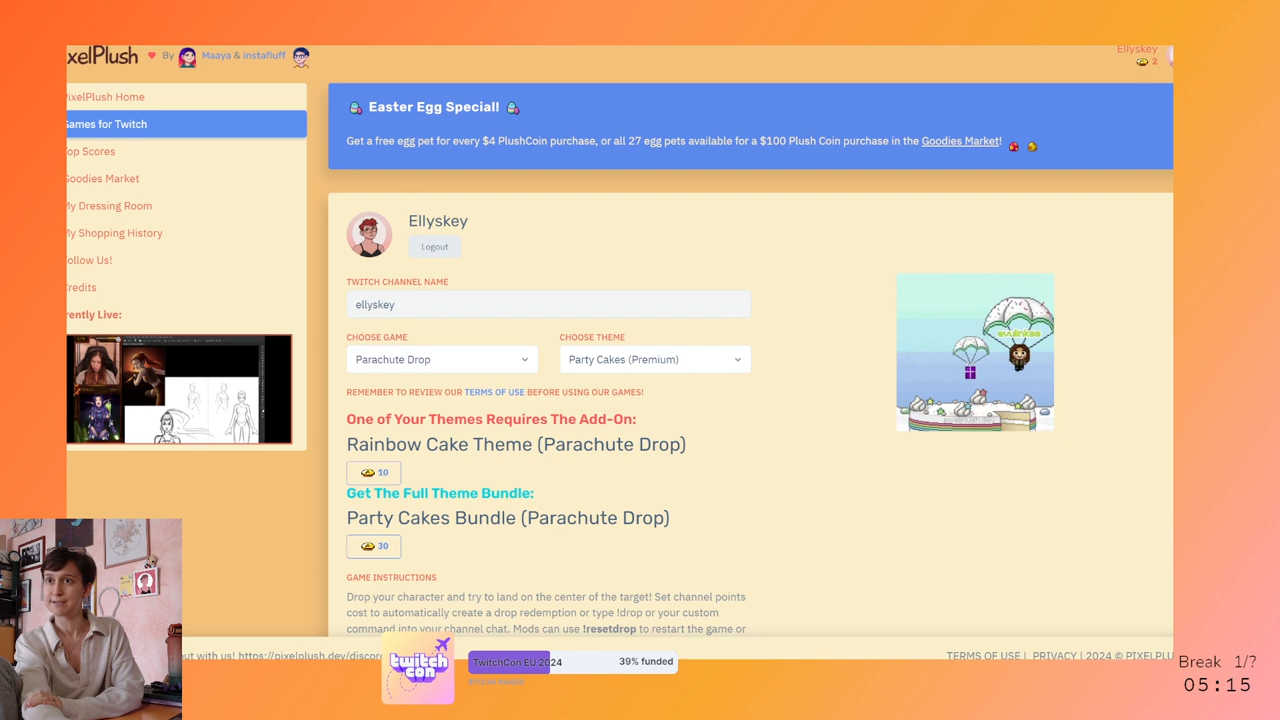 xelPlush By Maaya & Instafluff
Ellyskey
2
PixelPlush Home
Games for Twitch
Top Scores
Goodies Market
My Dressing Room
My Shopping History
Follow Us!
Credits
rently Live:
Easter Egg Special!
Get a free egg pet for every $4 PlushCoin purchase, or all 27 egg pets available for a $100 Plush Coin purchase in the Goodies Market!
Ellyskey
Logout
TWITCH CHANNEL NAME
ellyskey
CHOOSE GAME
CHOOSE THEME
Parachute Drop
Party Cakes (Premium)
REMEMBER TO REVIEW OUR TERMS OF USE BEFORE USING OUR GAMES!
One of Your Themes Requires The Add-On:
Rainbow Cake Theme (Parachute Drop)
10
Get The Full Theme Bundle:
Party Cakes Bundle (Parachute Drop)
30
GAME INSTRUCTIONS
Drop your character and try to land on the center of the target! Set channel points
cost to automatically create a drop redemption or type !drop or your custom
command into your channel chat. Mods can use !resetdrop to restart the game or
evulinkaa
out with us! https://pixelplush.dev/discord
TERMS OF USE | PRIVACY | 2024 © PIXELPLU
twitch
con
TwitchCon EU 2024
39% funded
Break 1/?
05:15